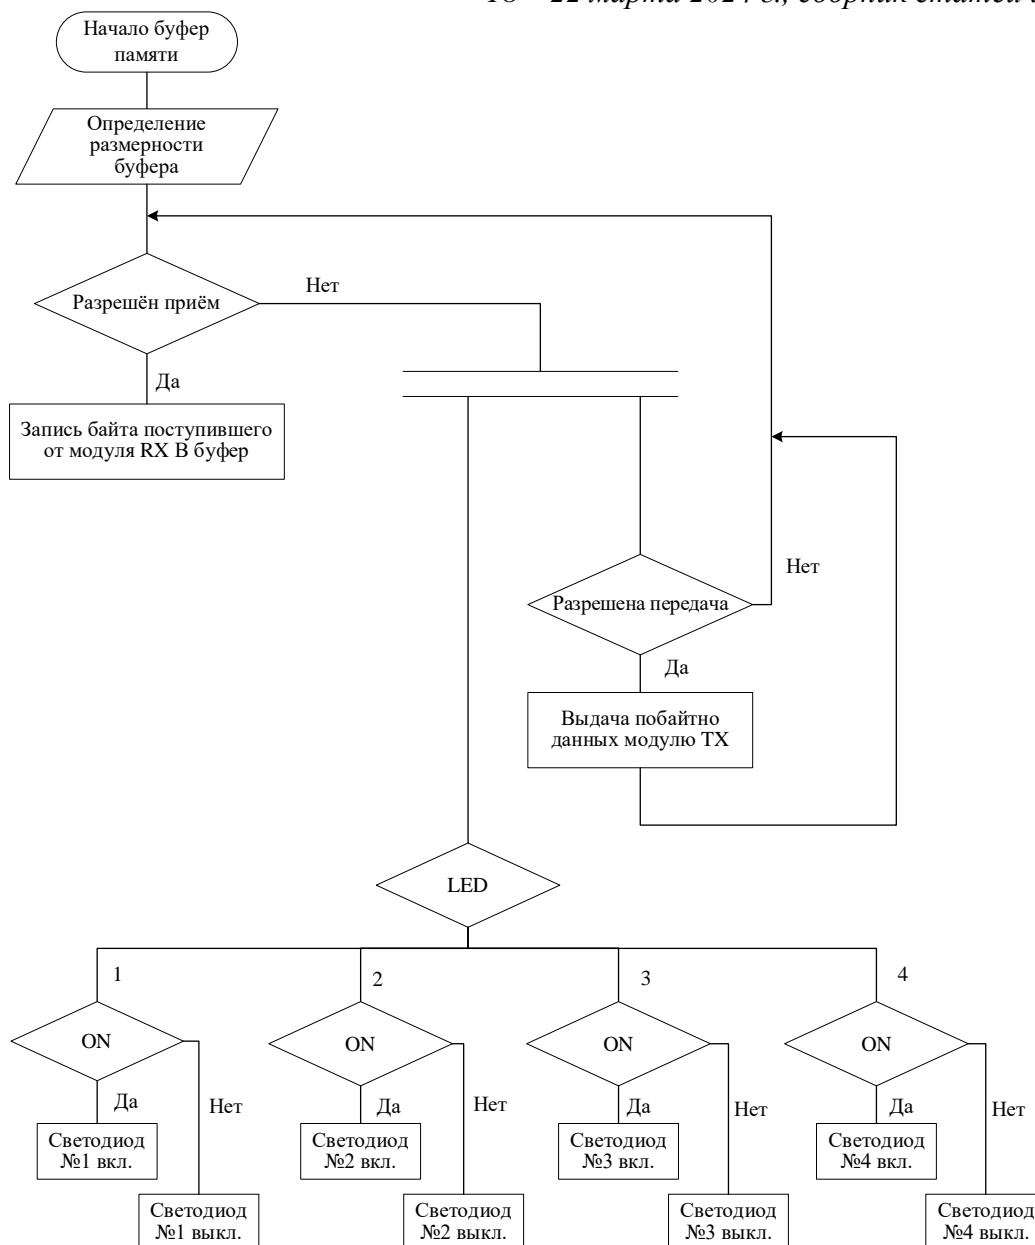 18 – 22 марта 2024 г., сборник статей
Начало буфер
памяти
Определение
размерности
буфера
Нет
Разрешён приём
Да
Запись байта поступившего
от модуля RX В буфер
Нет
Разрешена передача
Да
Выдача побайтно
данных модулю TX
LED
1
2
3
4
ON
ON
ON
ON
Да
Нет
Да
Нет
Да
Нет
Да
Нет
Светодиод
№1 вкл.
Светодиод
№2 вкл.
Светодиод
№3 вкл.
Светодиод
№4 вкл.
Светодиод
№1 выкл.
Светодиод
№2 выкл.
Светодиод
№3 выкл.
Светодиод
№4 выкл.